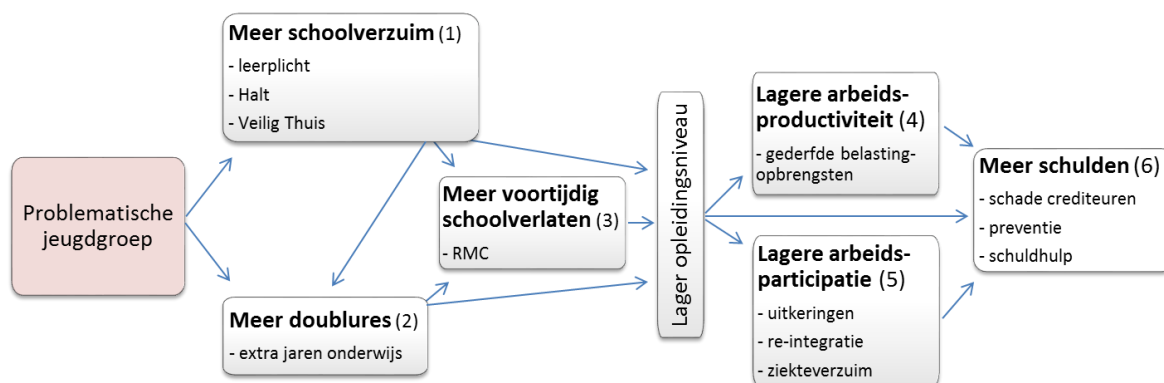 Problematische
jeugdgroep
Meer schoolverzuim (1)
- leerplicht
- Halt
- Veilig Thuis
Meer doublures (2)
- extra jaren onderwijs
Meer voortijdig
schoolverlaten (3)
- RMC
Lager opleidingsniveau
Lagere arbeids-
productiviteit (4)
- gederfde belasting-
opbrengsten
Lagere arbeids-
participatie (5)
- uitkeringen
- re-integratie
- ziekteverzuim
Meer schulden (6)
- schade crediteuren
- preventie
- schuldhulp